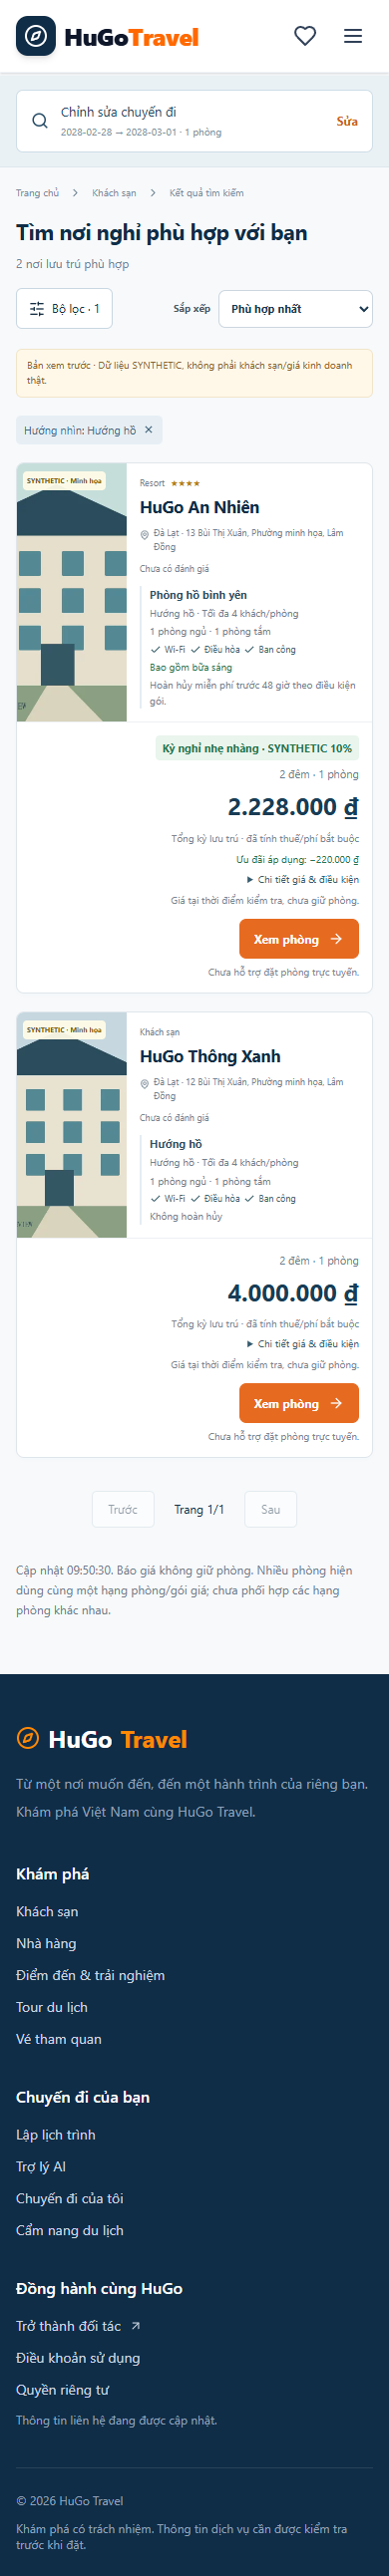 HuGoTravel
Chỉnh sửa chuyến đi
2028-02-28 → 2028-03-01 · 1 phòng
Sửa
Trang chủ > Khách sạn > Kết quả tìm kiếm
Tìm nơi nghỉ phù hợp với bạn
2 nơi lưu trú phù hợp
Bộ lọc · 1
Sắp xếp
Phù hợp nhất
Bản xem trước · Dữ liệu SYNTHETIC, không phải khách sạn/giá kinh doanh
thật.
Hướng nhìn: Hướng hồ ×
SYNTHETIC · Minh họa
Resort ★★★★
HuGo An Nhiên
Đà Lạt · 13 Bùi Thị Xuân, Phường minh họa, Lâm
Đồng
Chưa có đánh giá
Phòng hồ bình yên
Hướng hồ · Tối đa 4 khách/phòng
1 phòng ngủ · 1 phòng tắm
✓ Wi-Fi ✓ Điều hòa ✓ Ban công
Bao gồm bữa sáng
Hoàn hủy miễn phí trước 48 giờ theo điều kiện
gói.
Kỳ nghỉ nhẹ nhàng · SYNTHETIC 10%
2 đêm · 1 phòng
2.228.000 ₫
Tổng kỳ lưu trú · đã tính thuế/phí bắt buộc
Ưu đãi áp dụng: −220.000 ₫
▶ Chi tiết giá & điều kiện
Giá tại thời điểm kiểm tra, chưa giữ phòng.
Xem phòng →
Chưa hỗ trợ đặt phòng trực tuyến.
SYNTHETIC · Minh họa
Khách sạn
HuGo Thông Xanh
Đà Lạt · 12 Bùi Thị Xuân, Phường minh họa, Lâm
Đồng
Chưa có đánh giá
Hướng hồ
Hướng hồ · Tối đa 4 khách/phòng
1 phòng ngủ · 1 phòng tắm
✓ Wi-Fi ✓ Điều hòa ✓ Ban công
Không hoàn hủy
2 đêm · 1 phòng
4.000.000 ₫
Tổng kỳ lưu trú · đã tính thuế/phí bắt buộc
▶ Chi tiết giá & điều kiện
Giá tại thời điểm kiểm tra, chưa giữ phòng.
Xem phòng →
Chưa hỗ trợ đặt phòng trực tuyến.
Trước
Trang 1/1
Sau
Cập nhật 09:50:30. Báo giá không giữ phòng. Nhiều phòng hiện
dùng cùng một hạng phòng/gói giá; chưa phối hợp các hạng
phòng khác nhau.
HuGo Travel
Từ một nơi muốn đến, đến một hành trình của riêng bạn.
Khám phá Việt Nam cùng HuGo Travel.
Khám phá
Khách sạn
Nhà hàng
Điểm đến & trải nghiệm
Tour du lịch
Vé tham quan
Chuyến đi của bạn
Lập lịch trình
Trợ lý AI
Chuyến đi của tôi
Cẩm nang du lịch
Đồng hành cùng HuGo
Trở thành đối tác ↗
Điều khoản sử dụng
Quyền riêng tư
Thông tin liên hệ đang được cập nhật.
© 2026 HuGo Travel
Khám phá có trách nhiệm. Thông tin dịch vụ cần được kiểm tra
trước khi đặt.